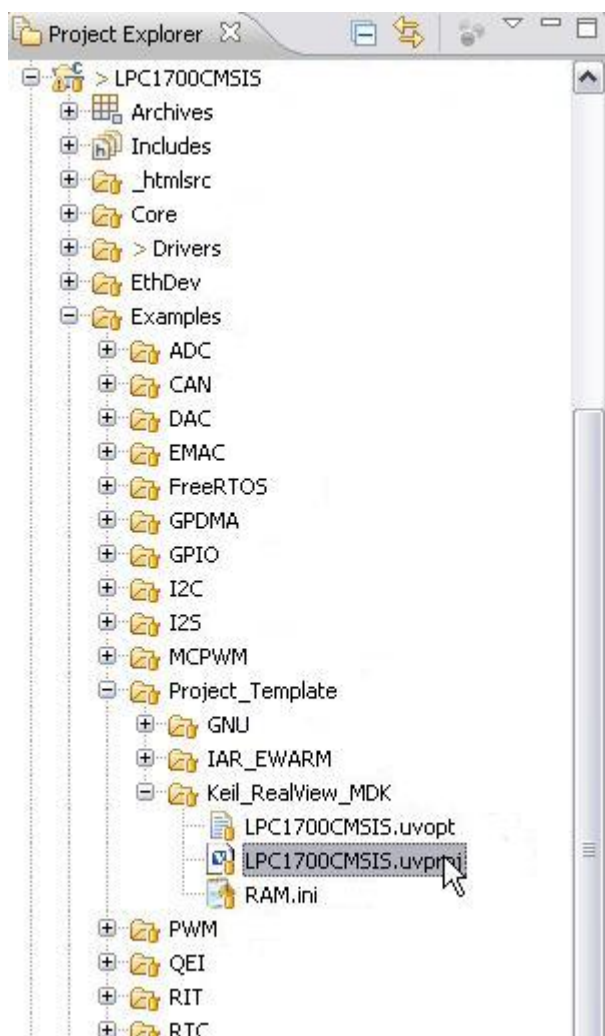 Project Explorer
> LPC1700CMSIS
Archives
Includes
_htmlsrc
Core
> Drivers
EthDev
Examples
ADC
CAN
DAC
EMAC
FreeRTOS
GPDMA
GPIO
I2C
I2S
MCPWM
Project_Template
GNU
IAR_EWARM
Keil_RealView_MDK
LPC1700CMSIS.uvopt
LPC1700CMSIS.uvproj
RAM.ini
PWM
QEI
RIT
RTC